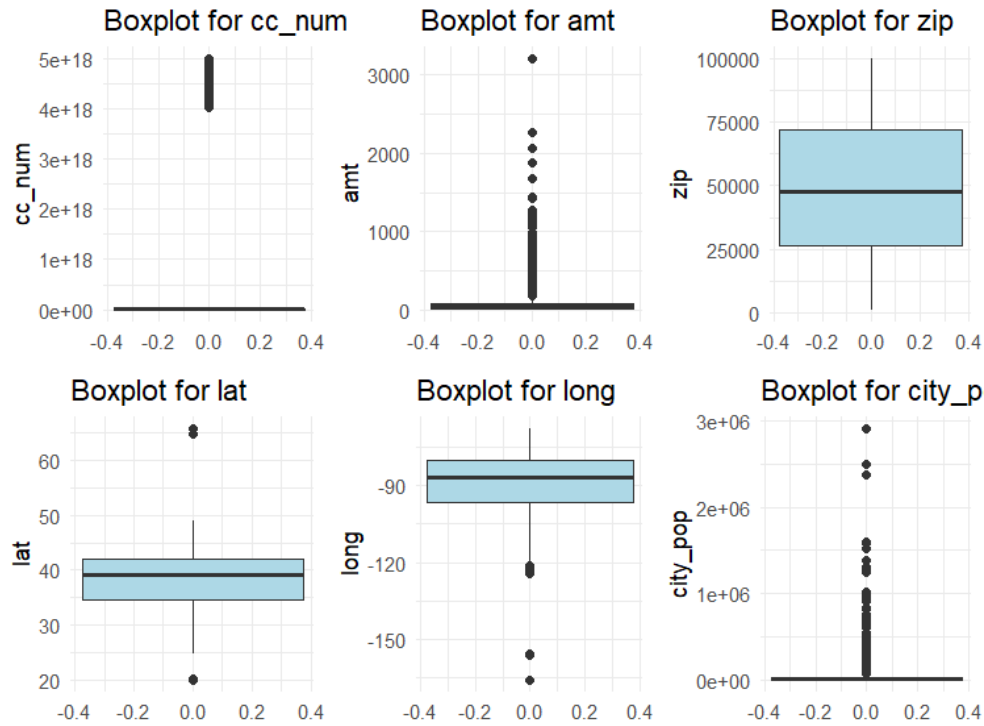 Boxplot for cc_num
cc_num
5e+18
4e+18
3e+18
2e+18
1e+18
0e+00
-0.4 -0.2 0.0 0.2 0.4
Boxplot for amt
amt
3000
2000
1000
0
-0.4 -0.2 0.0 0.2 0.4
Boxplot for zip
zip
100000
75000
50000
25000
0
-0.4 -0.2 0.0 0.2 0.4
Boxplot for lat
lat
60
50
40
30
20
-0.4 -0.2 0.0 0.2 0.4
Boxplot for long
long
-90
-120
-150
-0.4 -0.2 0.0 0.2 0.4
Boxplot for city_p
city_pop
3e+06
2e+06
1e+06
0e+00
-0.4 -0.2 0.0 0.2 0.4